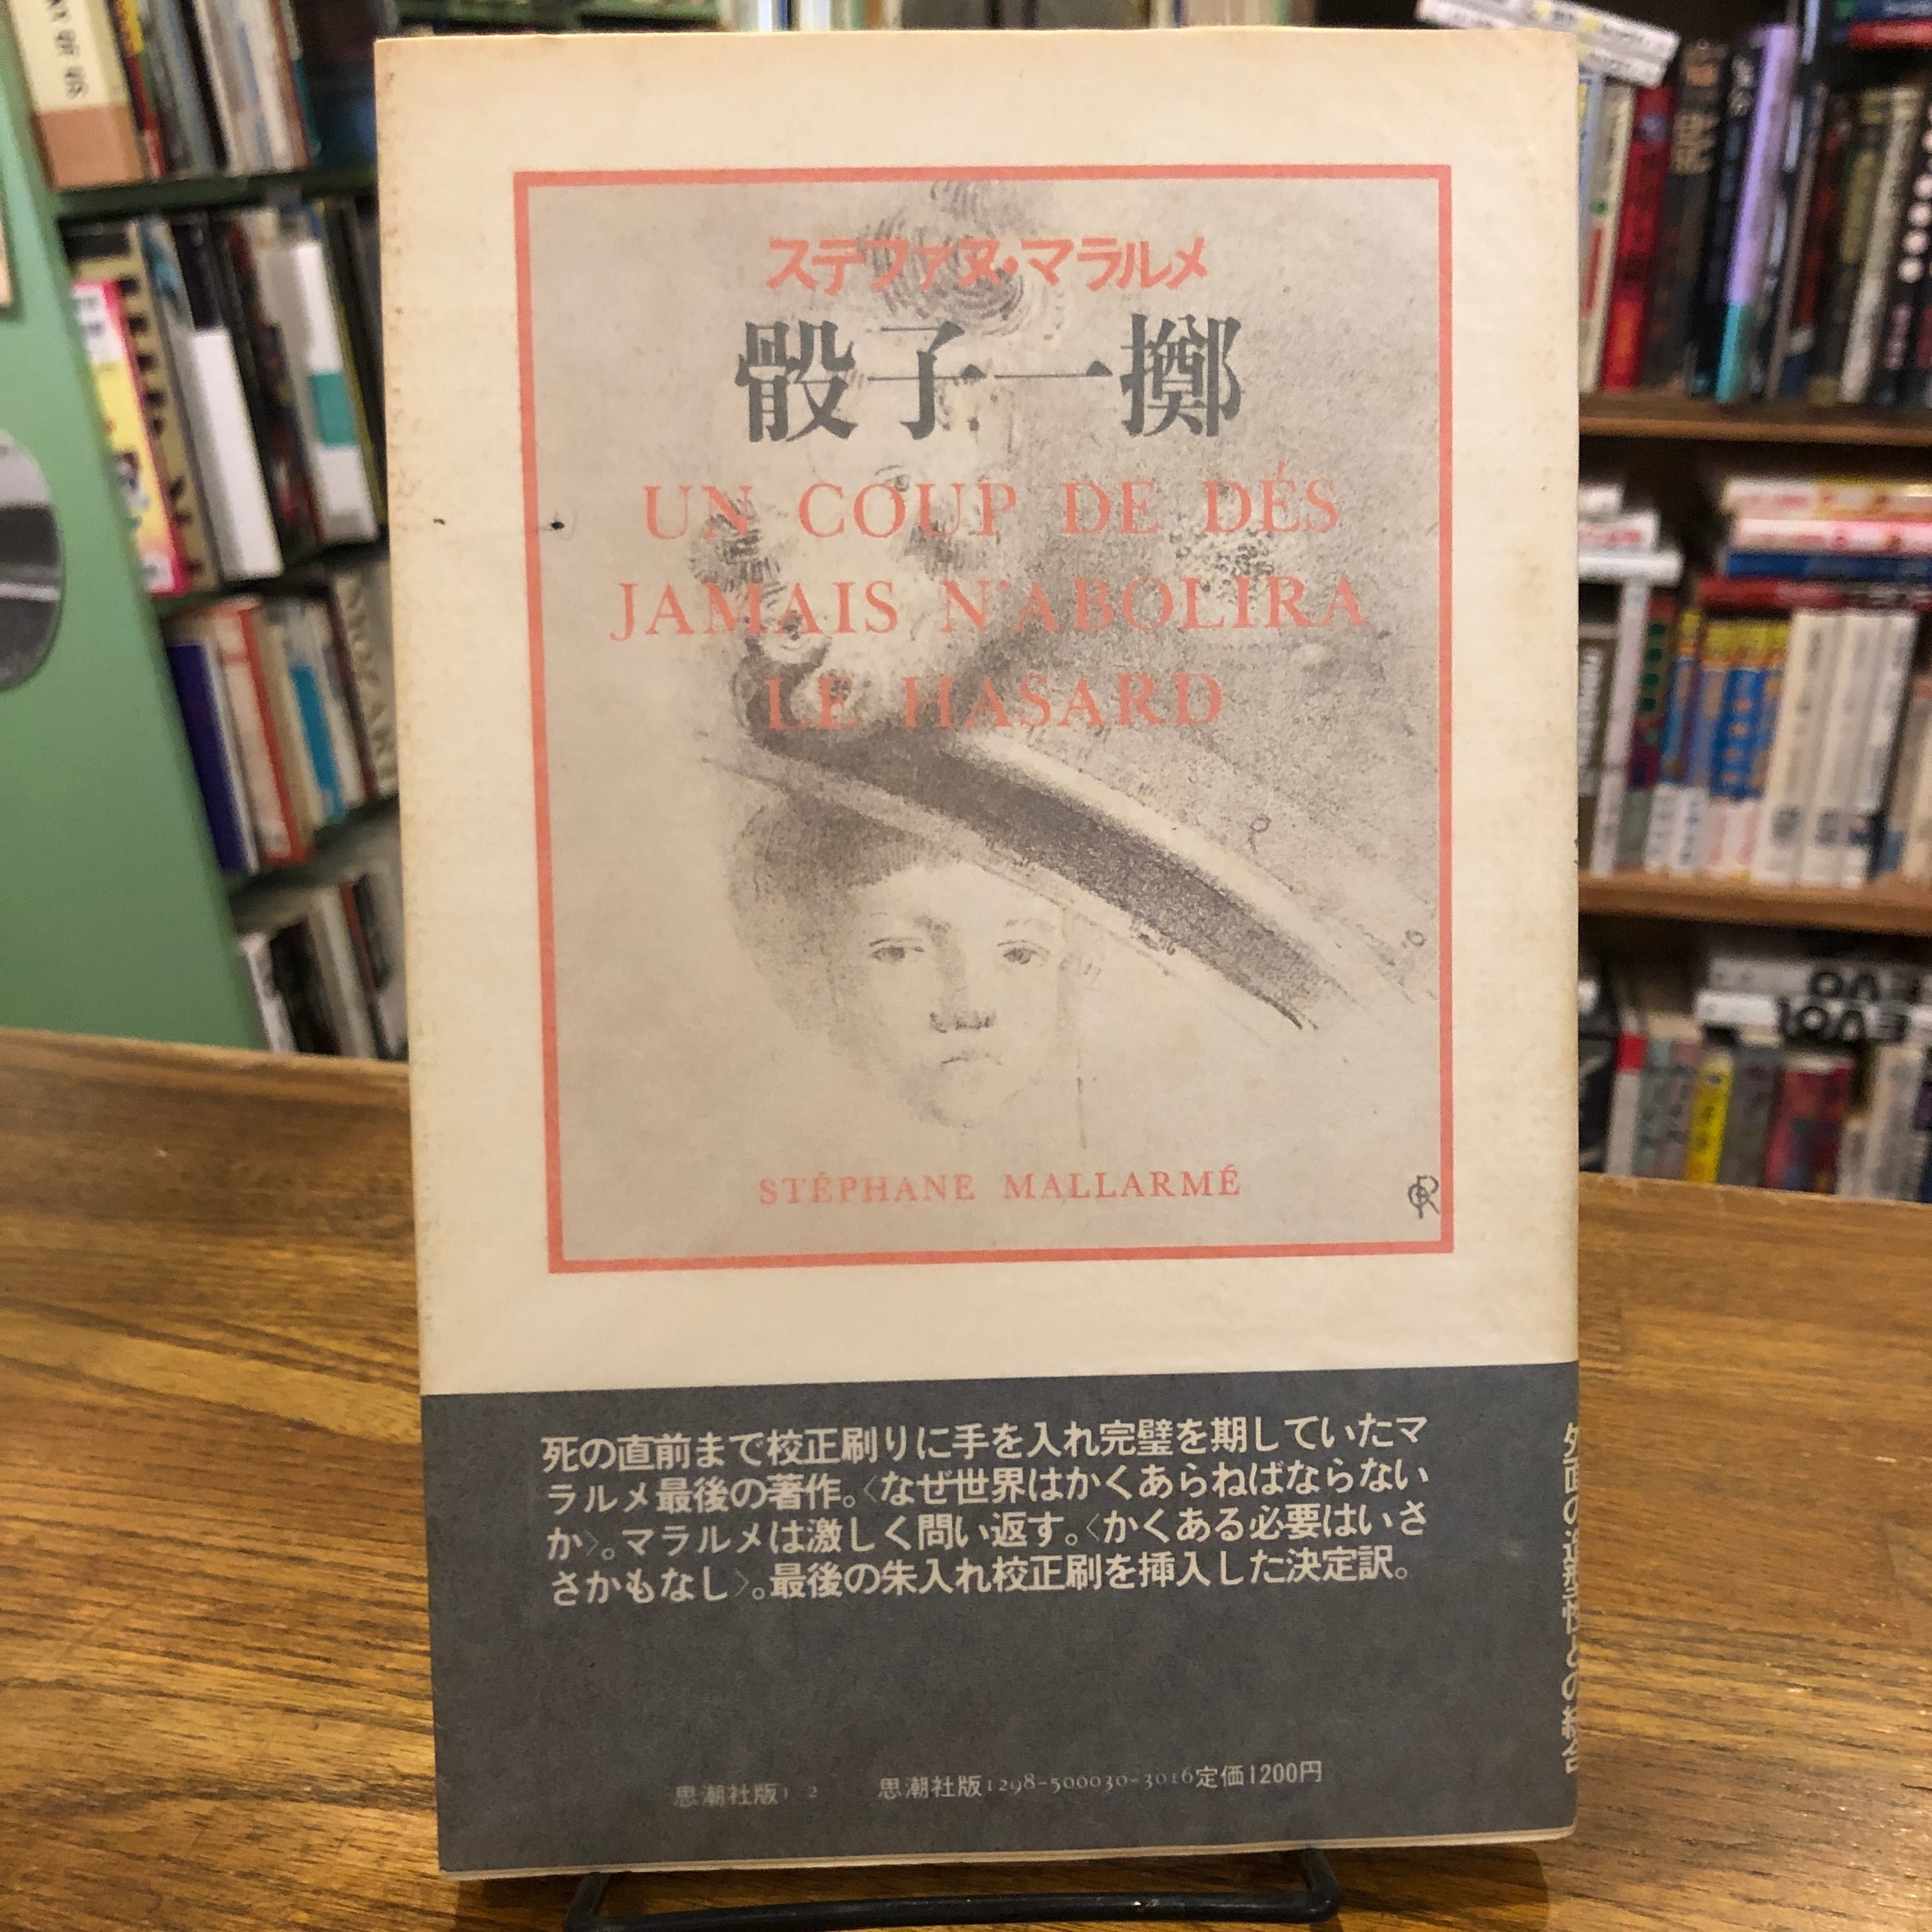 ステファヌ・マラルメ
骰子一擲
UN COUP DE DÉS
JAMAIS N'ABOLIRA
LE HASARD
STÉPHANE MALLARMÉ
死の直前まで校正刷りに手を入れ完璧を期していたマ
ラルメ最後の著作。〈なぜ世界はかくあらねばならない
か〉。マラルメは激しく問い返す。〈かくある必要はいさ
さかもなし〉。最後の朱入れ校正刷を挿入した決定訳。
思潮社版1 2
思潮社版1298-500030-3016定価1200円